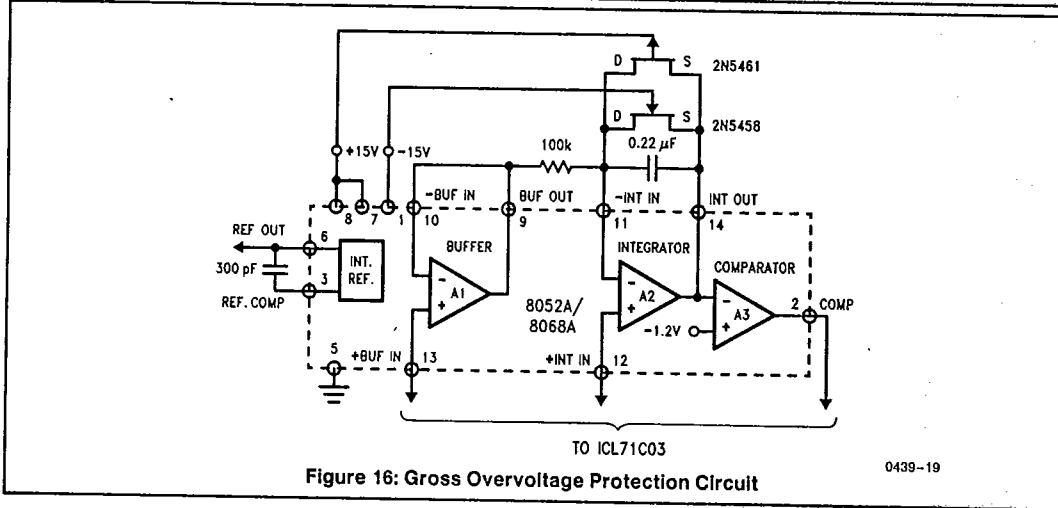 D S 2N5461
D S 2N5458
0.22 µF
100k
+15V -15V
-BUF IN BUF OUT -INT IN INT OUT
8 7 1 10 9 11 14
REF OUT 6
BUFFER INTEGRATOR
COMPARATOR
300 pF
INT. REF.
3
REF. COMP
- A1 +
8052A/
8068A
- A2 +
- A3 +
-1.2V
2 COMP
5 +BUF IN 13 +INT IN 12
TO ICL71C03
0439-19
Figure 16: Gross Overvoltage Protection Circuit